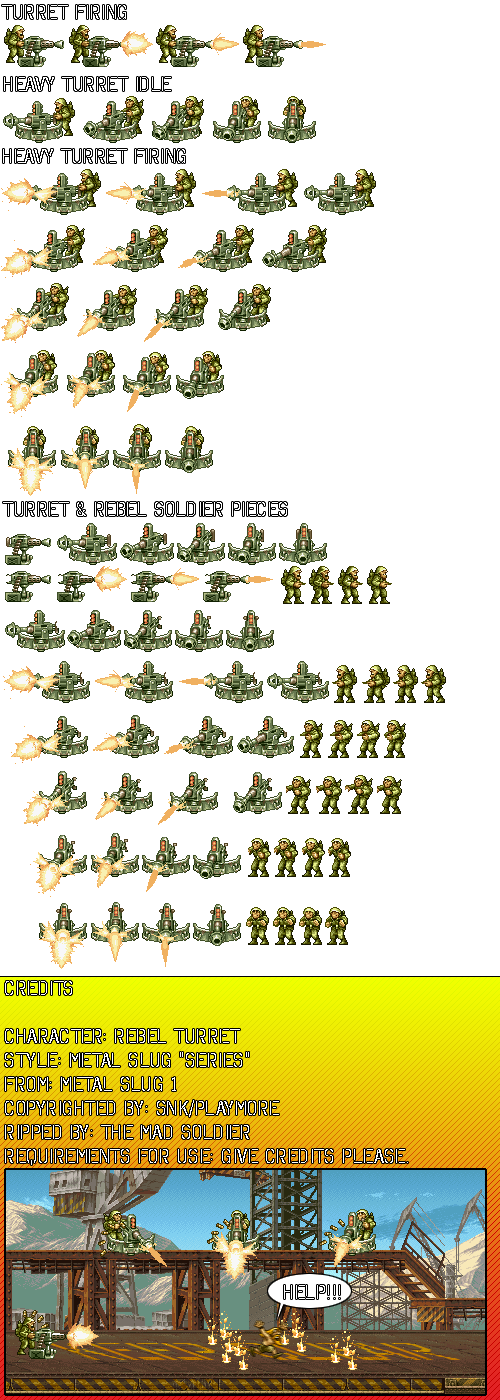 TURRET FIRING
HEAVY TURRET IDLE
HEAVY TURRET FIRING
TURRET & REBEL SOLDIER PIECES
CREDITS
CHARACTER: REBEL TURRET
STYLE: METAL SLUG "SERIES"
FROM: METAL SLUG 1
COPYRIGHTED BY: SNK/PLAYMORE
RIPPED BY: THE MAD SOLDIER
REQUIREMENTS FOR USE: GIVE CREDITS PLEASE.
HELP!!!